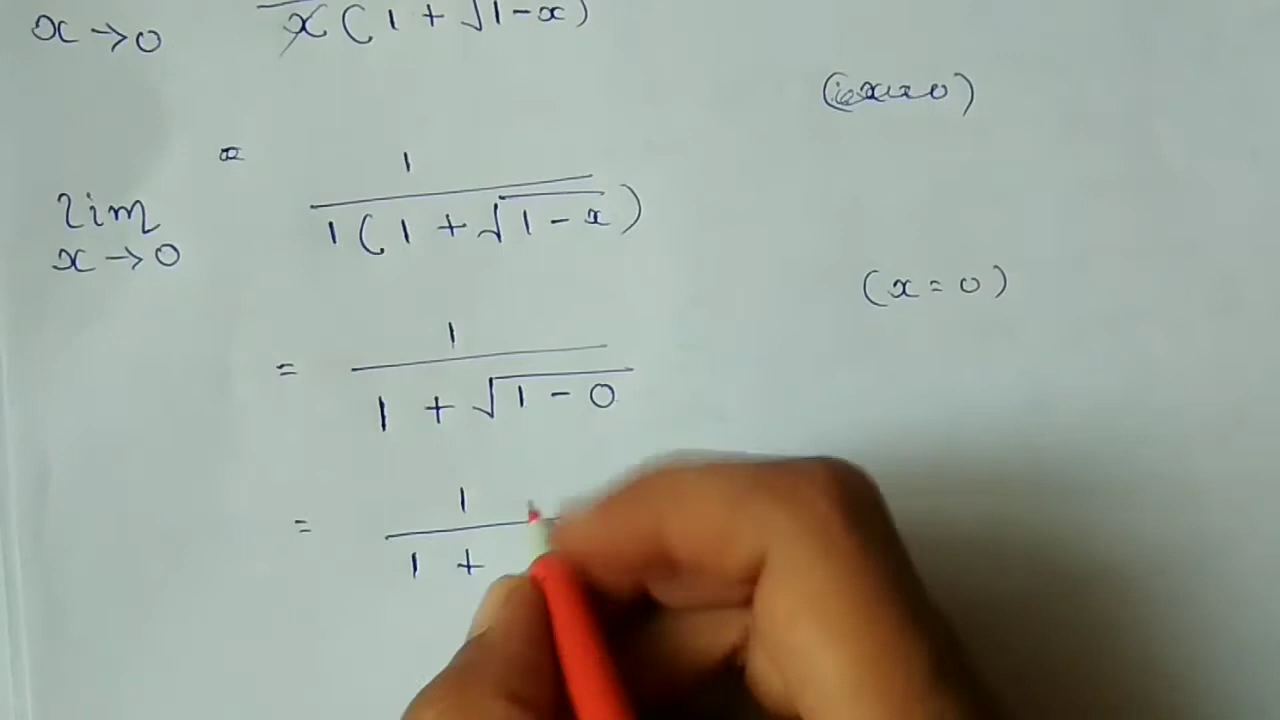 x→0 x(1+√1-x)
(x=0)
=
lim 1/1(1+√1-x)
x→0
(x=0)
= 1/1+√1-0
= 1/1+